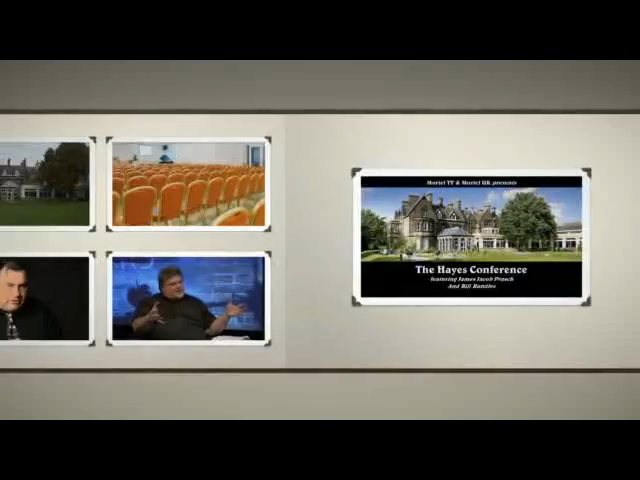 Moriel TV & Moriel UK presents
The Hayes Conference
featuring James Jacob Prasch
And Bill Randles